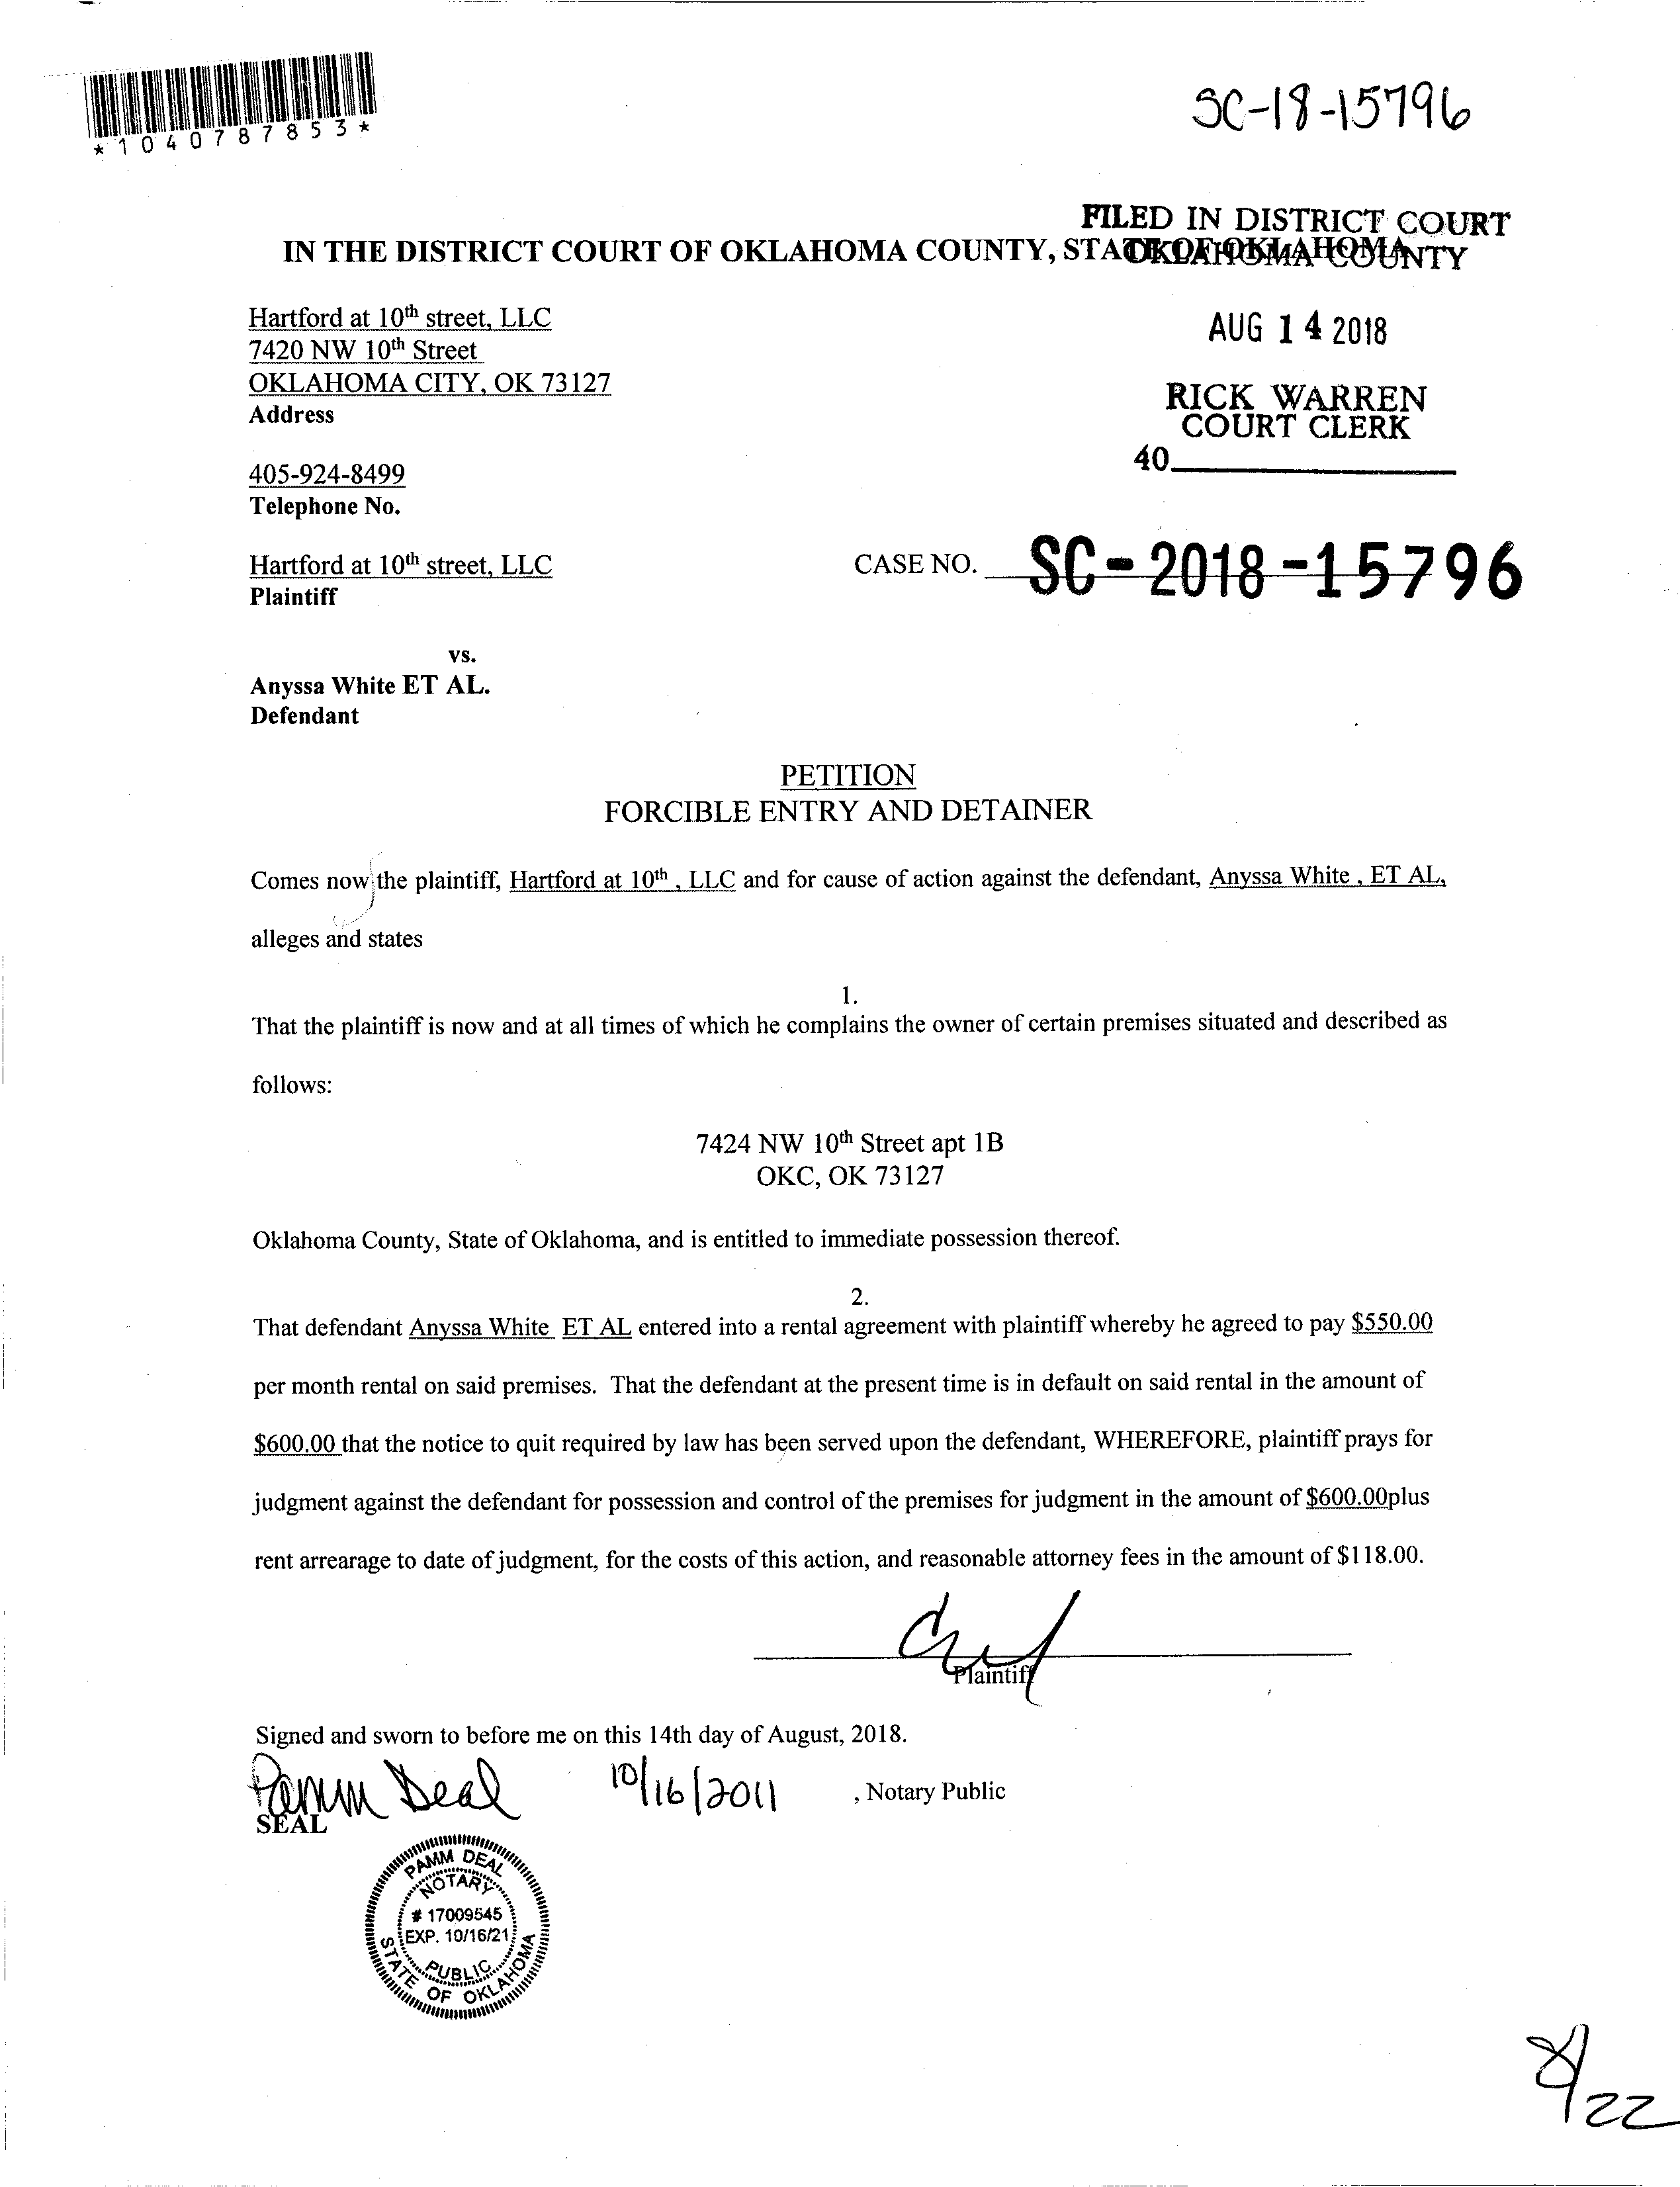 *1040787853*
SC-18-15796
FILED IN DISTRICT COURT
OKLAHOMA COUNTY
IN THE DISTRICT COURT OF OKLAHOMA COUNTY, STATE OF OKLAHOMA
Hartford at 10th street, LLC
7420 NW 10th Street
OKLAHOMA CITY, OK 73127
Address
AUG 14 2018
RICK WARREN
COURT CLERK
40
405-924-8499
Telephone No.
Hartford at 10th street, LLC
Plaintiff
CASE NO. SC-2018-15796
vs.
Anyssa White ET AL.
Defendant
PETITION
FORCIBLE ENTRY AND DETAINER
Comes now the plaintiff, Hartford at 10th , LLC and for cause of action against the defendant, Anyssa White , ET AL,
alleges and states
1.
That the plaintiff is now and at all times of which he complains the owner of certain premises situated and described as
follows:
7424 NW 10th Street apt 1B
OKC, OK 73127
Oklahoma County, State of Oklahoma, and is entitled to immediate possession thereof.
2.
That defendant Anyssa White ET AL entered into a rental agreement with plaintiff whereby he agreed to pay $550.00
per month rental on said premises. That the defendant at the present time is in default on said rental in the amount of
$600.00 that the notice to quit required by law has been served upon the defendant, WHEREFORE, plaintiff prays for
judgment against the defendant for possession and control of the premises for judgment in the amount of $600.00plus
rent arrearage to date of judgment, for the costs of this action, and reasonable attorney fees in the amount of $118.00.
Plaintiff
Signed and sworn to before me on this 14th day of August, 2018.
Pamm Deal 10/16/2011 , Notary Public
SEAL
PAMM DEAL
NOTARY
# 17009545
EXP. 10/16/21
PUBLIC
STATE OF OKLAHOMA
8/22